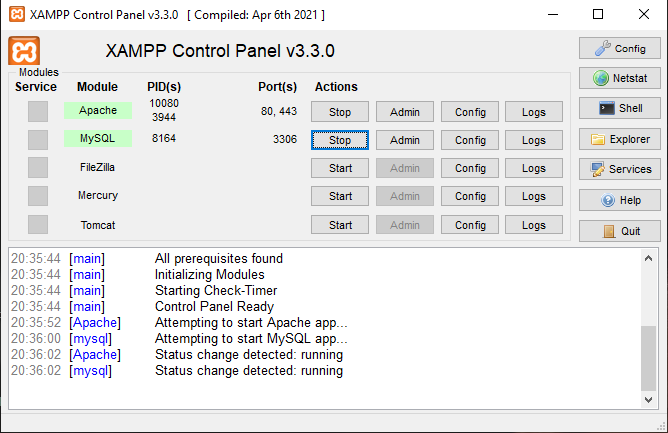 XAMPP Control Panel v3.3.0 [ Compiled: Apr 6th 2021 ]
XAMPP Control Panel v3.3.0
Config
Modules
Service Module PID(s) Port(s) Actions
Netstat
Apache 10080 3944 80, 443 Stop Admin Config Logs
Shell
MySQL 8164 3306 Stop Admin Config Logs
Explorer
FileZilla Start Admin Config Logs
Services
Mercury Start Admin Config Logs
Help
Tomcat Start Admin Config Logs
Quit
20:35:44 [main] All prerequisites found
20:35:44 [main] Initializing Modules
20:35:44 [main] Starting Check-Timer
20:35:44 [main] Control Panel Ready
20:35:52 [Apache] Attempting to start Apache app...
20:36:00 [mysql] Attempting to start MySQL app...
20:36:02 [Apache] Status change detected: running
20:36:02 [mysql] Status change detected: running